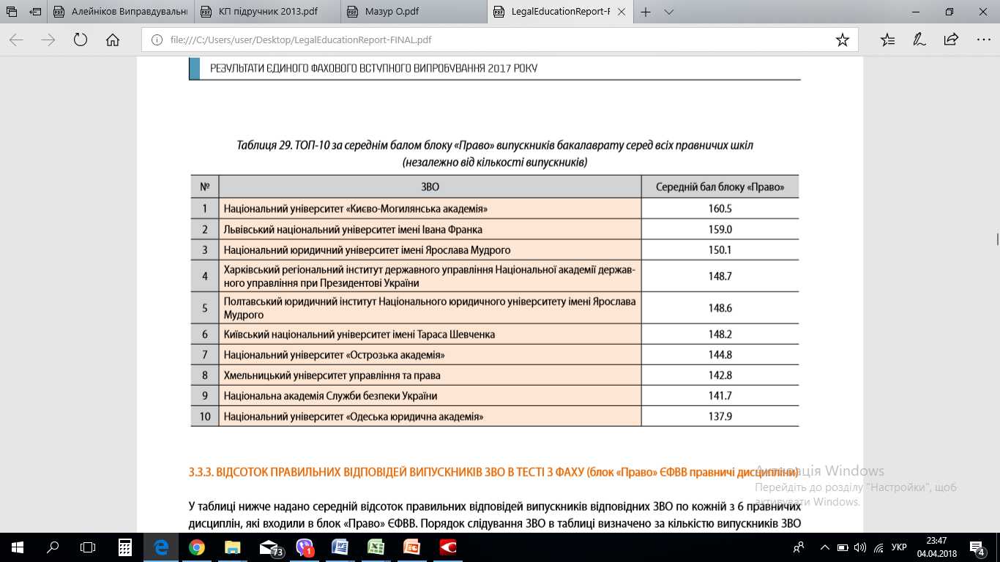 Алейніков Виправдувальн
КП підручник 2013.pdf
Мазур О.pdf
LegalEducationReport-F
file:///C:/Users/user/Desktop/LegalEducationReport-FINAL.pdf
РЕЗУЛЬТАТИ ЄДИНОГО ФАХОВОГО ВСТУПНОГО ВИПРОБУВАННЯ 2017 РОКУ
Таблиця 29. ТОП-10 за середнім балом блоку «Право» випускників бакалаврату серед всіх правничих шкіл
(незалежно від кількості випускників)
№ ЗВО Середній бал блоку «Право»
1 Національний університет «Києво-Могилянська академія» 160.5
2 Львівський національний університет імені Івана Франка 159.0
3 Національний юридичний університет імені Ярослава Мудрого 150.1
4 Харківський регіональний інститут державного управління Національної академії держав-
ного управління при Президентові України 148.7
5 Полтавський юридичний інститут Національного юридичного університету імені Ярослава
Мудрого 148.6
6 Київський національний університет імені Тараса Шевченка 148.2
7 Національний університет «Острозька академія» 144.8
8 Хмельницький університет управління та права 142.8
9 Національна академія Служби безпеки України 141.7
10 Національний університет «Одеська юридична академія» 137.9
3.3.3. ВІДСОТОК ПРАВИЛЬНИХ ВІДПОВІДЕЙ ВИПУСКНИКІВ ЗВО В ТЕСТІ З ФАХУ (блок «Право» ЄФВВ правничі дисципліни)
Активація Windows
Перейдіть до розділу "Настройки", щоб
активувати Windows.
У таблиці нижче надано середній відсоток правильних відповідей випускників відповідних ЗВО по кожній з 6 правничих
дисциплін, які входили в блок «Право» ЄФВВ. Порядок слідування ЗВО в таблиці визначено за кількістю випускників ЗВО
73
1
УКР
23:47
04.04.2018
4